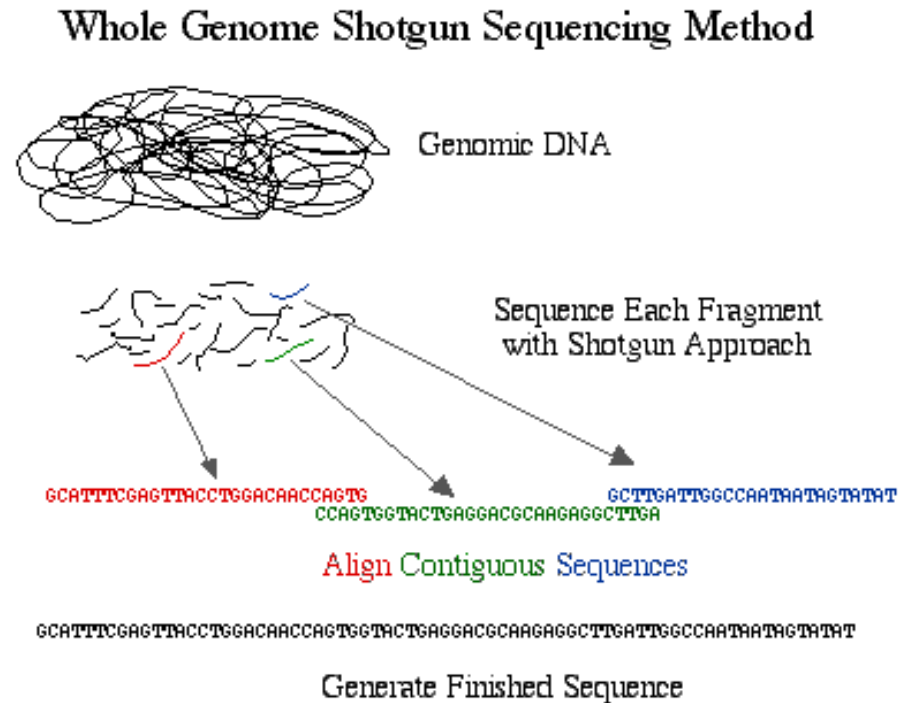 Whole Genome Shotgun Sequencing Method
Genomic DNA
Sequence Each Fragment
with Shotgun Approach
GCATTTCGAGTTACCTGGACAACCAGTG
GCTTGATTGGCCAATAATAGTATAT
CCAGTGGTACTGAGGACGCAAGAGGCTTGA
Align Contiguous Sequences
GCATTTCGAGTTACCTGGACAACCAGTGGTACTGAGGACGCAAGAGGCTTGATTGGCCAATAATAGTATAT
Generate Finished Sequence